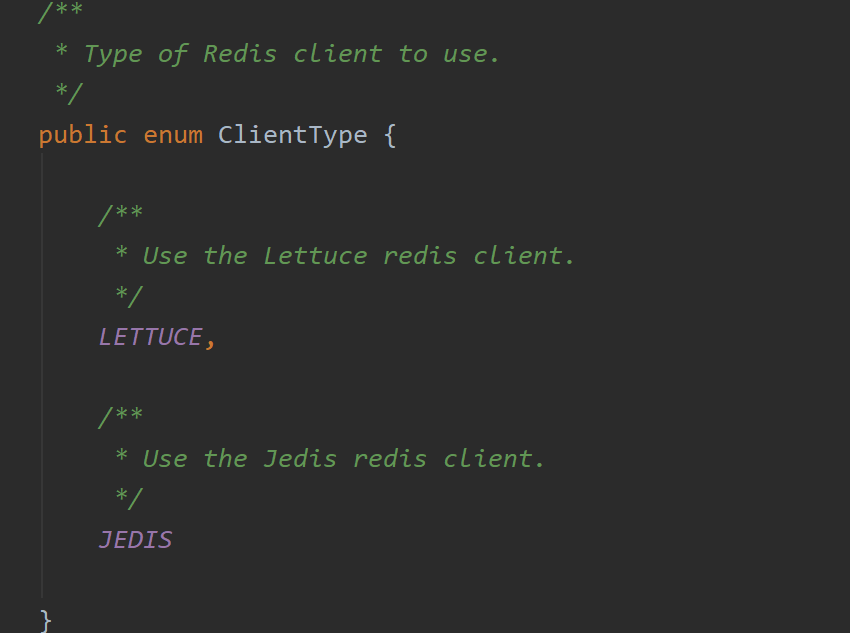 /**
 * Type of Redis client to use.
 */
public enum ClientType {
    /**
     * Use the Lettuce redis client.
     */
    LETTUCE,
    /**
     * Use the Jedis redis client.
     */
    JEDIS
}